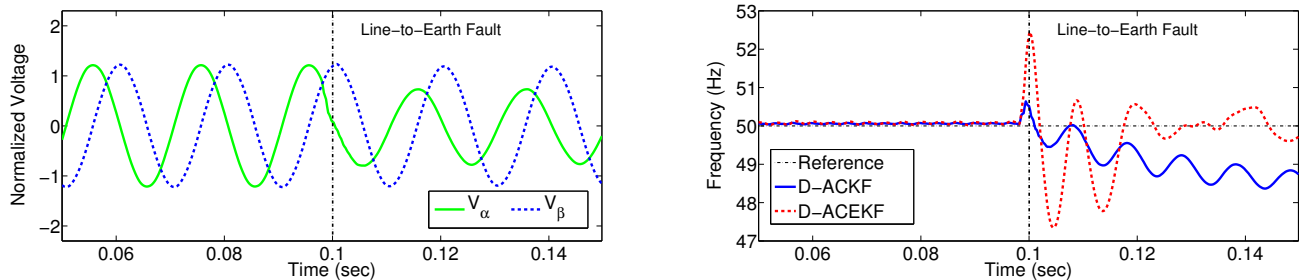 Line−to−Earth Fault
Normalized Voltage
2
1
0
−1
−2
V_α
V_β
0.06
0.08
0.1
0.12
0.14
Time (sec)
Line−to−Earth Fault
Frequency (Hz)
53
52
51
50
49
48
47
Reference
D−ACKF
D−ACEKF
0.06
0.08
0.1
0.12
0.14
Time (sec)